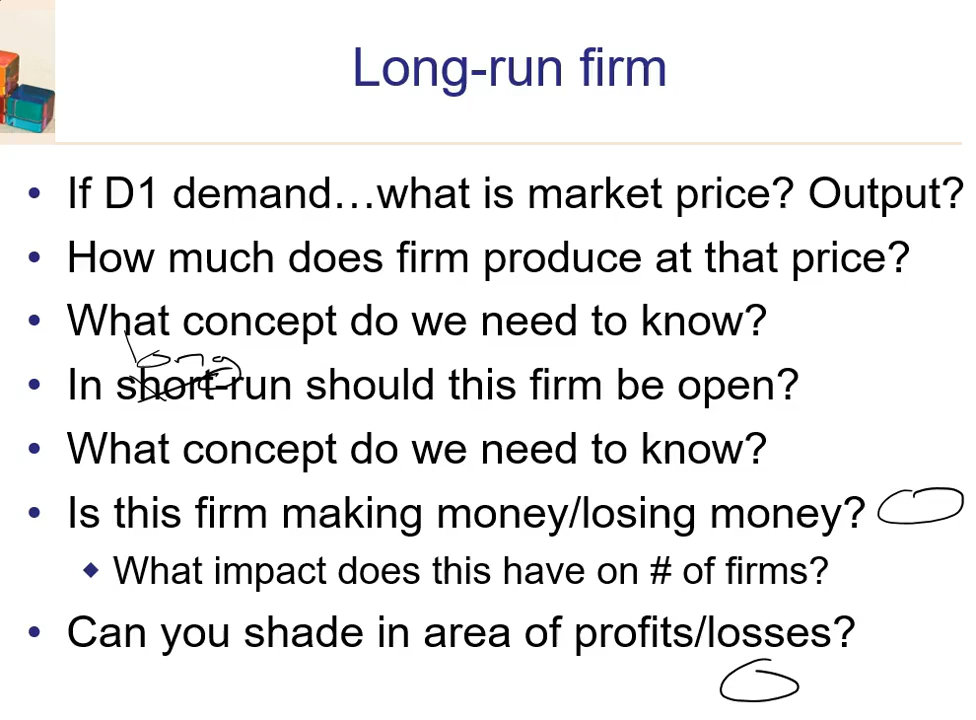 Long-run firm
• If D1 demand…what is market price? Output?
• How much does firm produce at that price?
• What concept do we need to know?
long
• In short-run should this firm be open?
• What concept do we need to know?
• Is this firm making money/losing money?
◆ What impact does this have on # of firms?
• Can you shade in area of profits/losses?